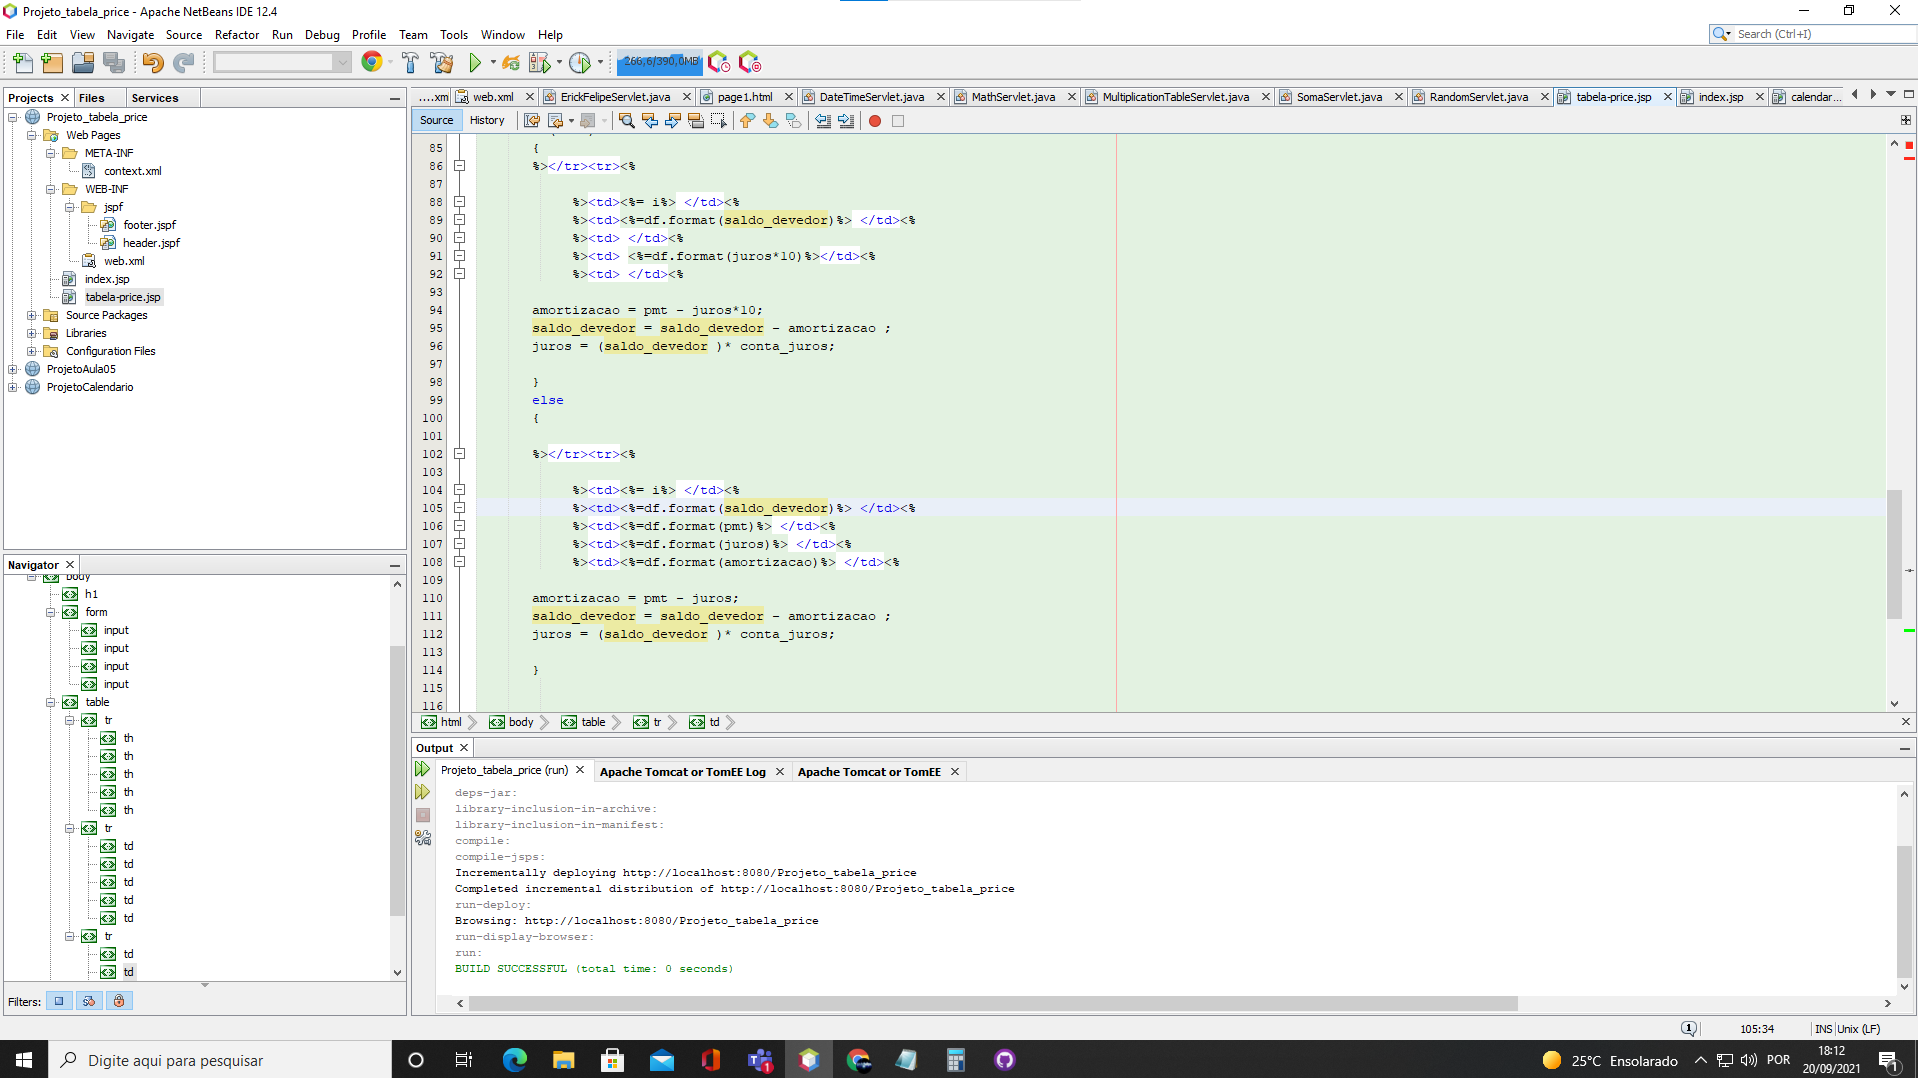 Projeto_tabela_price - Apache NetBeans IDE 12.4
File Edit View Navigate Source Refactor Run Debug Profile Team Tools Window Help
Search (Ctrl+I)
266,6/390,0MB
Projects Files Services
Projeto_tabela_price
Web Pages
META-INF
context.xml
WEB-INF
jspf
footer.jspf
header.jspf
web.xml
index.jsp
tabela-price.jsp
Source Packages
Libraries
Configuration Files
ProjetoAula05
ProjetoCalendario
Navigator
body
h1
form
input
input
input
input
table
tr
th
th
th
th
th
tr
td
td
td
td
td
tr
td
td
Filters:
....xm web.xml ErickFelipeServlet.java page1.html DateTimeServlet.java MathServlet.java MultiplicationTableServlet.java SomaServlet.java RandomServlet.java tabela-price.jsp index.jsp calendar...
Source History
85 {
86 %></tr><tr><%
87
88 %><td><%= i%> </td><%
89 %><td><%=df.format(saldo_devedor)%> </td><%
90 %><td> </td><%
91 %><td> <%=df.format(juros*10)%></td><%
92 %><td> </td><%
93
94 amortizacao = pmt - juros*10;
95 saldo_devedor = saldo_devedor - amortizacao ;
96 juros = (saldo_devedor )* conta_juros;
97
98 }
99 else
100 {
101
102 %></tr><tr><%
103
104 %><td><%= i%> </td><%
105 %><td><%=df.format(saldo_devedor)%> </td><%
106 %><td><%=df.format(pmt)%> </td><%
107 %><td><%=df.format(juros)%> </td><%
108 %><td><%=df.format(amortizacao)%> </td><%
109
110 amortizacao = pmt - juros;
111 saldo_devedor = saldo_devedor - amortizacao ;
112 juros = (saldo_devedor )* conta_juros;
113
114 }
115
116
html body table tr td
Output
Projeto_tabela_price (run) Apache Tomcat or TomEE Log Apache Tomcat or TomEE
deps-jar:
library-inclusion-in-archive:
library-inclusion-in-manifest:
compile:
compile-jsps:
Incrementally deploying http://localhost:8080/Projeto_tabela_price
Completed incremental distribution of http://localhost:8080/Projeto_tabela_price
run-deploy:
Browsing: http://localhost:8080/Projeto_tabela_price
run-display-browser:
run:
BUILD SUCCESSFUL (total time: 0 seconds)
1 105:34 INS Unix (LF)
Digite aqui para pesquisar
1
25°C Ensolarado
POR
18:12
20/09/2021
1